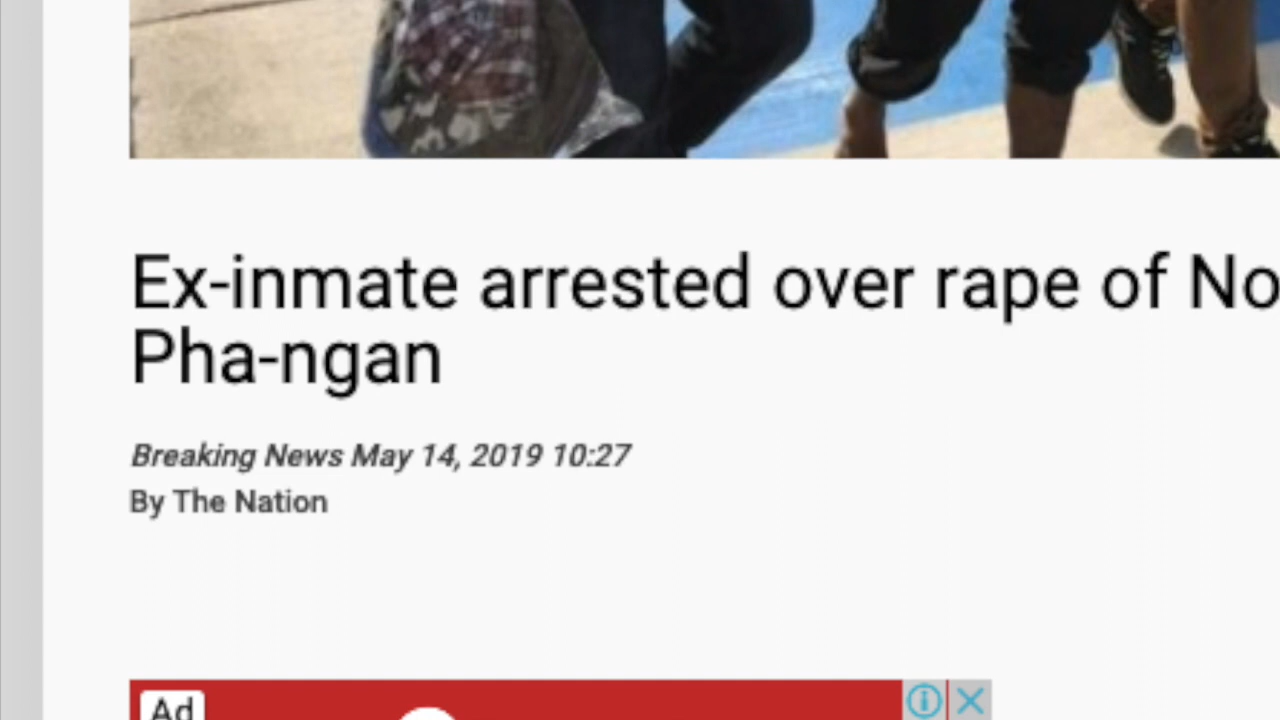 Ex-inmate arrested over rape of No
Pha-ngan
Breaking News May 14, 2019 10:27
By The Nation
Ad